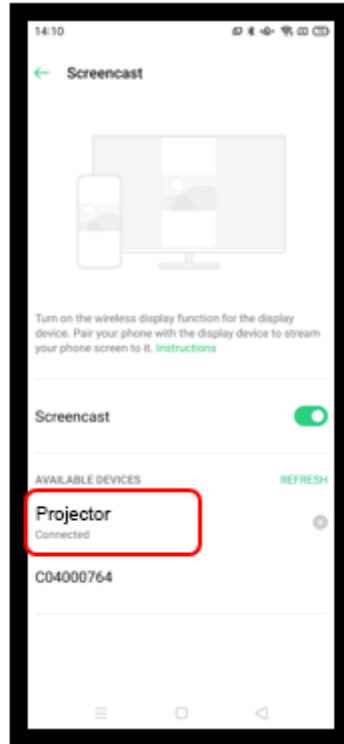 14:10
Screencast
Turn on the wireless display function for the display
device. Pair your phone with the display device to stream
your phone screen to it. Instructions
Screencast
AVAILABLE DEVICES REFRESH
Projector
Connected
C04000764